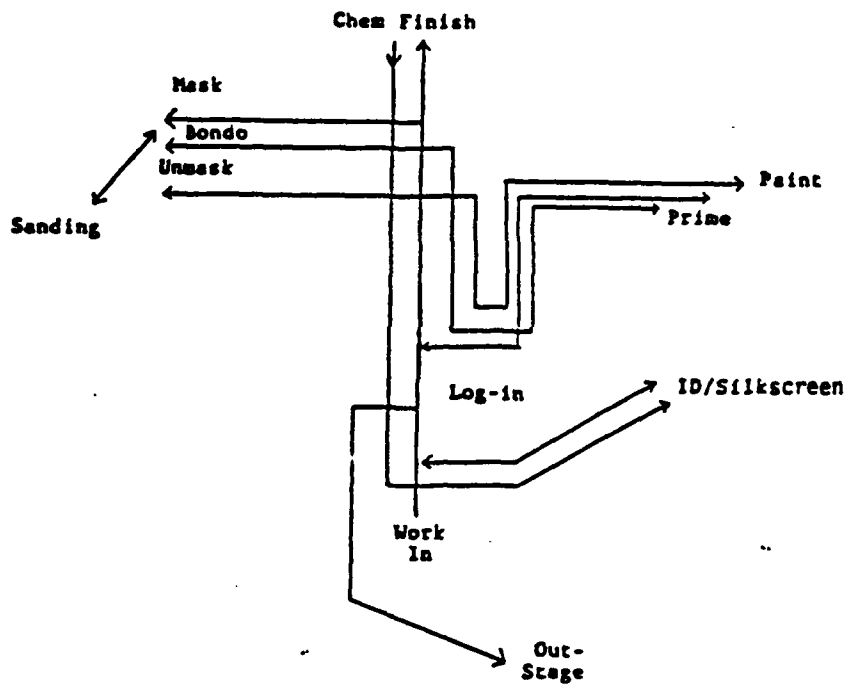 Chem Finish
Mask
Bondo
Unmask
Sanding
Paint
Prime
Log-in
ID/Silkscreen
Work
In
Out-
Stage